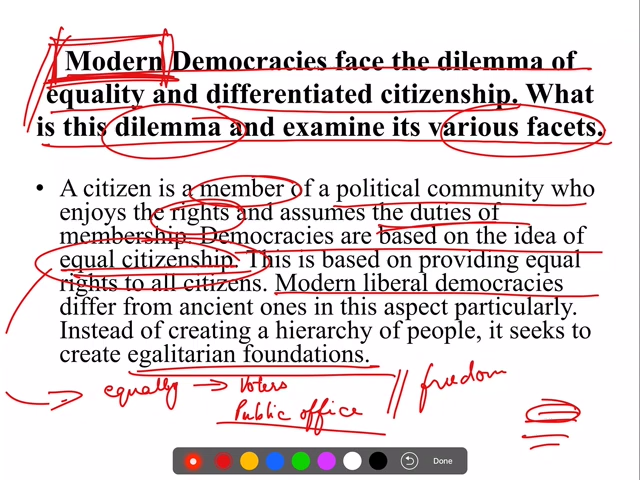 Modern Democracies face the dilemma of
equality and differentiated citizenship. What
is this dilemma and examine its various facets.
• A citizen is a member of a political community who
enjoys the rights and assumes the duties of
membership. Democracies are based on the idea of
equal citizenship. This is based on providing equal
rights to all citizens. Modern liberal democracies
differ from ancient ones in this aspect particularly.
Instead of creating a hierarchy of people, it seeks to
create egalitarian foundations.
equally → Voters // freedom
Public office
Done